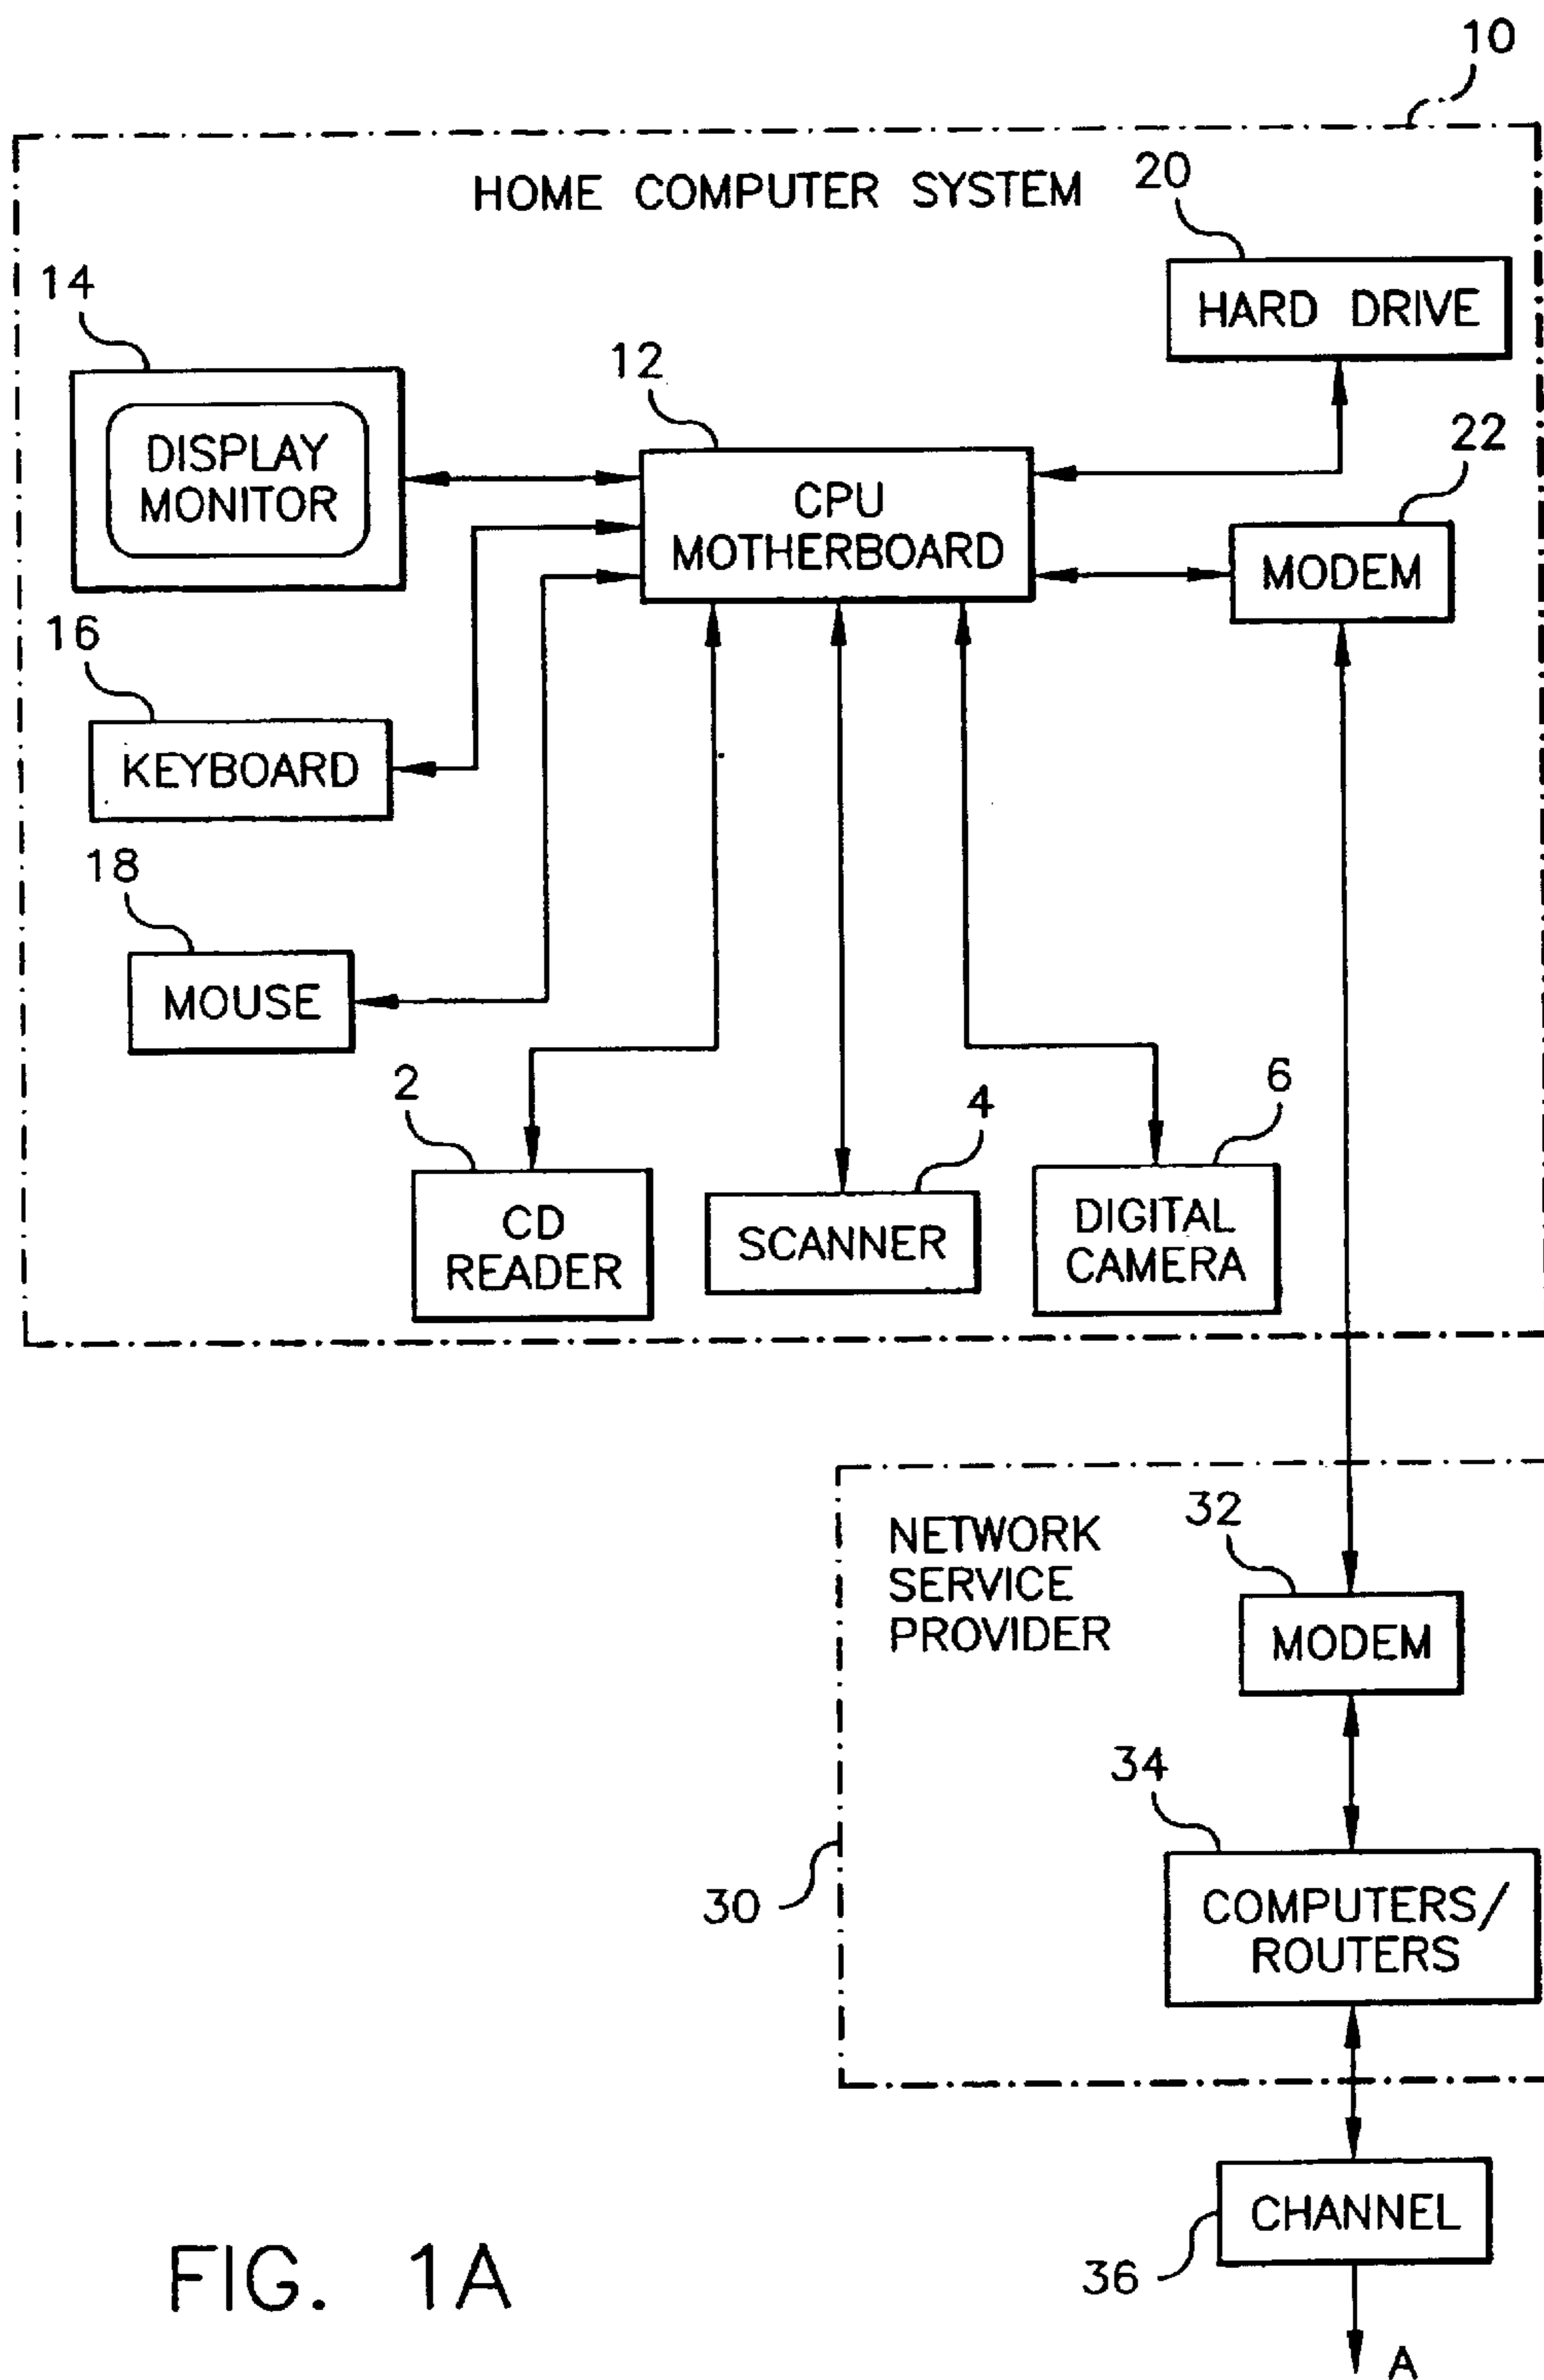 10
HOME COMPUTER SYSTEM
20
HARD DRIVE
14
DISPLAY
MONITOR
12
CPU
MOTHERBOARD
22
MODEM
16
KEYBOARD
18
MOUSE
2
CD
READER
4
SCANNER
6
DIGITAL
CAMERA
NETWORK
SERVICE
PROVIDER
32
MODEM
34
COMPUTERS/
ROUTERS
30
CHANNEL
36
A
FIG. 1A